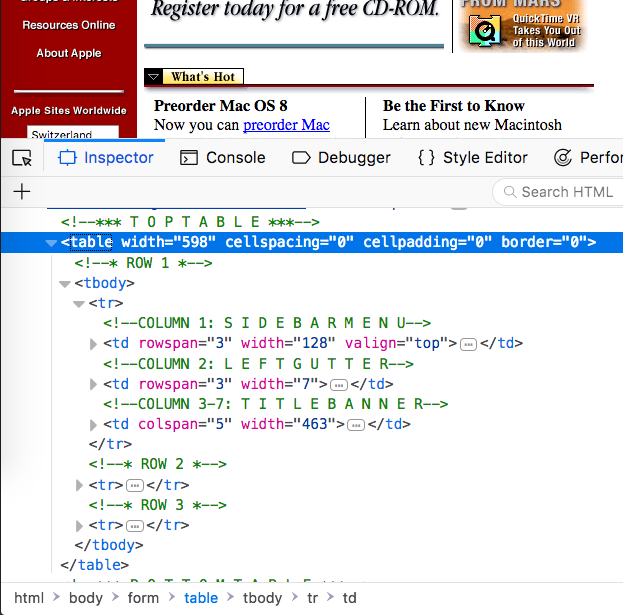 Register today for a free CD-ROM.
FROM MARS
QuickTime VR
Takes You Out
of this World
Resources Online
About Apple
Apple Sites Worldwide
Switzerland
What's Hot
Preorder Mac OS 8
Now you can preorder Mac
Be the First to Know
Learn about new Macintosh
Inspector
Console
Debugger
{ } Style Editor
Perfor
+
Search HTML
<!--*** T O P T A B L E ***-->
<table width="598" cellspacing="0" cellpadding="0" border="0">
<!--* ROW 1 *-->
<tbody>
<tr>
<!--COLUMN 1: S I D E B A R M E N U-->
<td rowspan="3" width="128" valign="top">…</td>
<!--COLUMN 2: L E F T G U T T E R-->
<td rowspan="3" width="7">…</td>
<!--COLUMN 3-7: T I T L E B A N N E R-->
<td colspan="5" width="463">…</td>
</tr>
<!--* ROW 2 *-->
<tr>…</tr>
<!--* ROW 3 *-->
<tr>…</tr>
</tbody>
</table>
html > body > form > table > tbody > tr > td